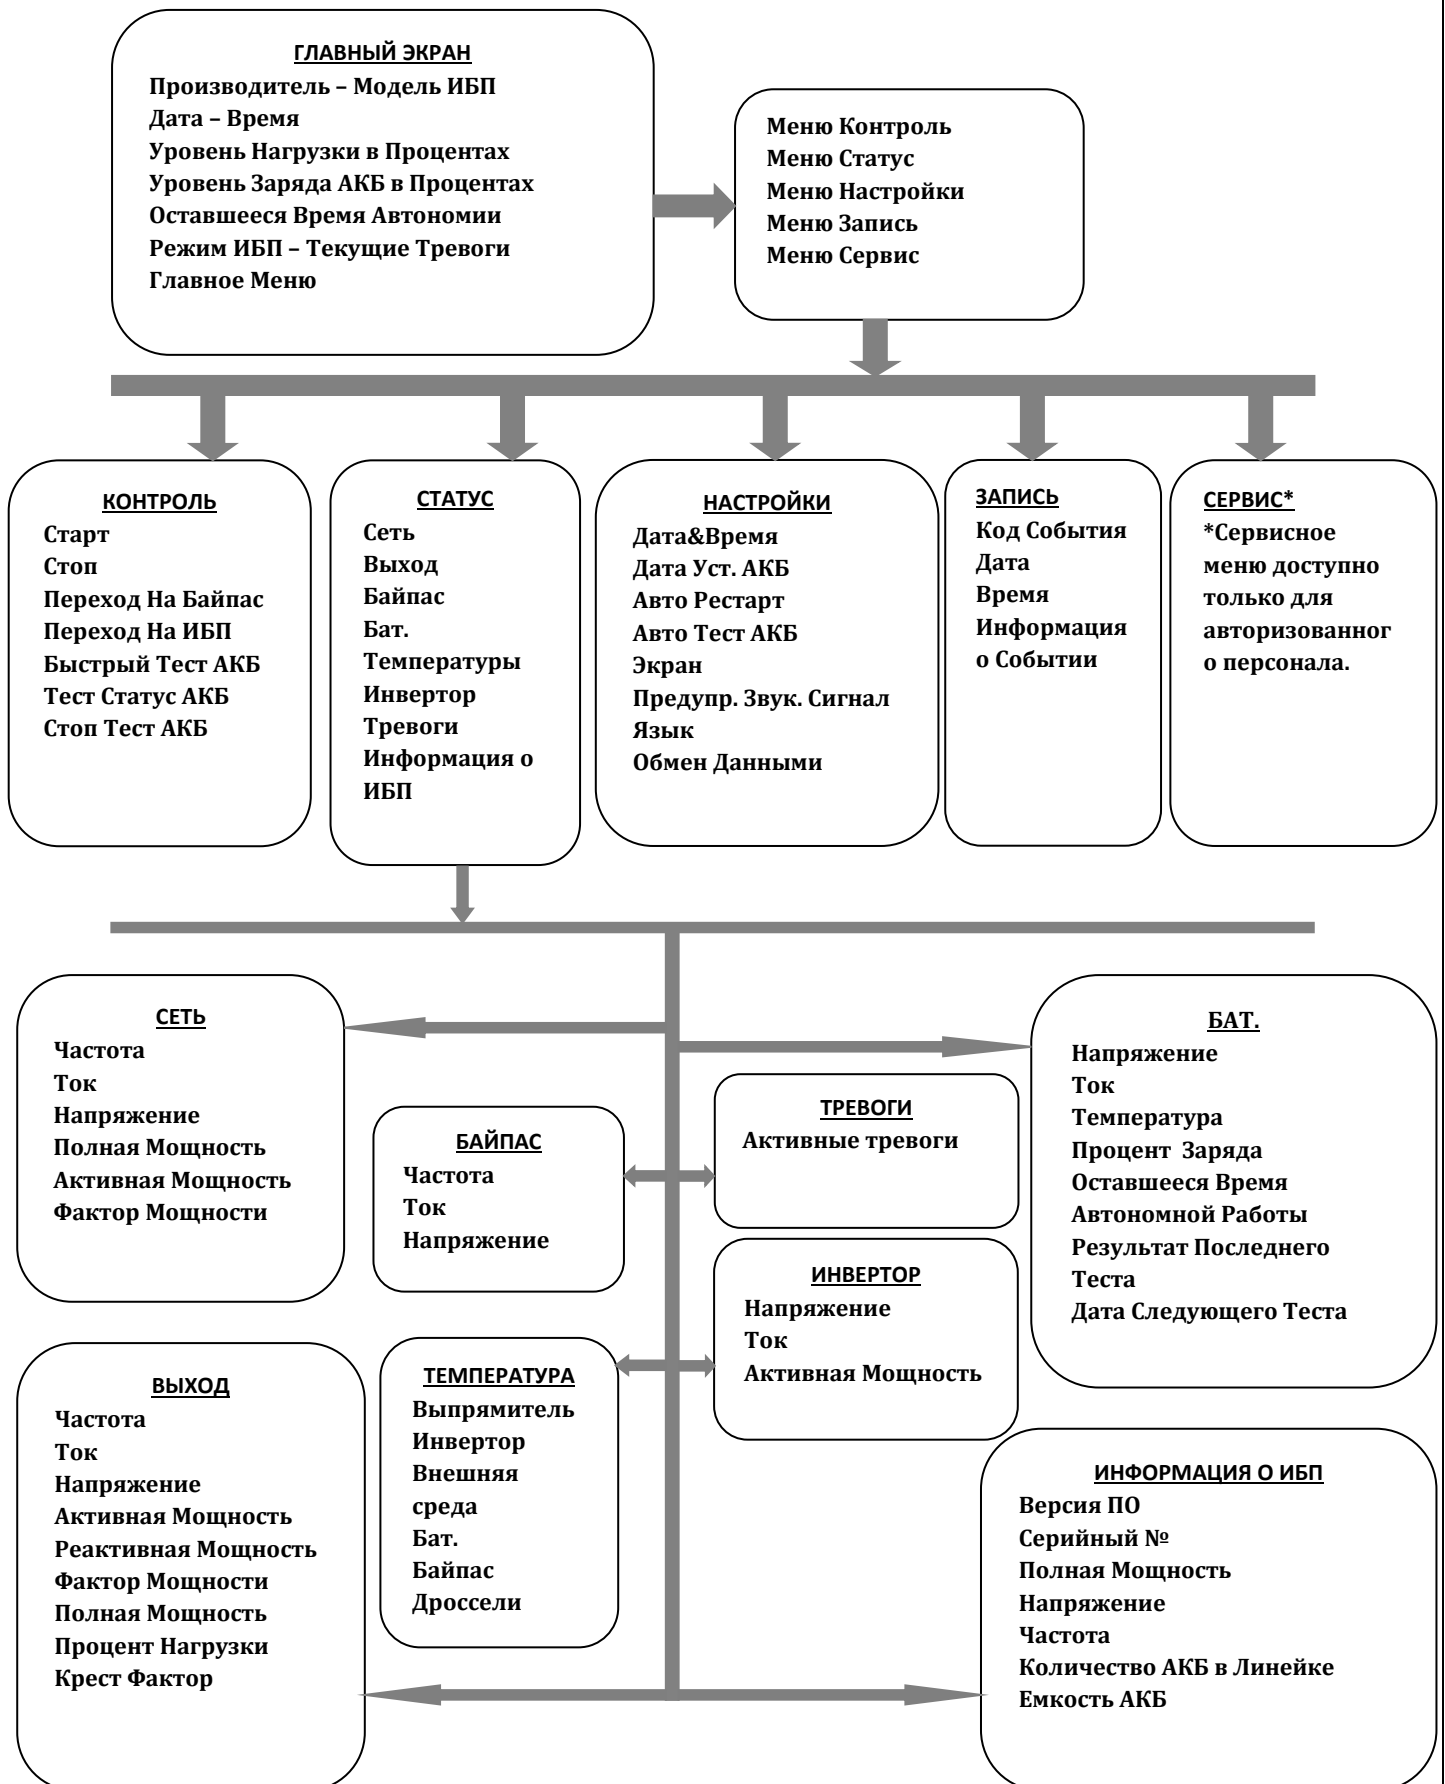 ГЛАВНЫЙ ЭКРАН
Производитель – Модель ИБП
Дата – Время
Уровень Нагрузки в Процентах
Уровень Заряда АКБ в Процентах
Оставшееся Время Автономии
Режим ИБП – Текущие Тревоги
Главное Меню
Меню Контроль
Меню Статус
Меню Настройки
Меню Запись
Меню Сервис
КОНТРОЛЬ
Старт
Стоп
Переход На Байпас
Переход На ИБП
Быстрый Тест АКБ
Тест Статус АКБ
Стоп Тест АКБ
СТАТУС
Сеть
Выход
Байпас
Бат.
Температуры
Инвертор
Тревоги
Информация о
ИБП
НАСТРОЙКИ
Дата&Время
Дата Уст. АКБ
Авто Рестарт
Авто Тест АКБ
Экран
Предупр. Звук. Сигнал
Язык
Обмен Данными
ЗАПИСЬ
Код События
Дата
Время
Информация
о Событии
СЕРВИС*
*Сервисное
меню доступно
только для
авторизованног
о персонала.
СЕТЬ
Частота
Ток
Напряжение
Полная Мощность
Активная Мощность
Фактор Мощности
БАЙПАС
Частота
Ток
Напряжение
ТРЕВОГИ
Активные тревоги
БАТ.
Напряжение
Ток
Температура
Процент  Заряда
Оставшееся Время
Автономной Работы
Результат Последнего
Теста
Дата Следующего Теста
ИНВЕРТОР
Напряжение
Ток
Активная Мощность
ВЫХОД
Частота
Ток
Напряжение
Активная Мощность
Реактивная Мощность
Фактор Мощности
Полная Мощность
Процент Нагрузки
Крест Фактор
ТЕМПЕРАТУРА
Выпрямитель
Инвертор
Внешняя
среда
Бат.
Байпас
Дроссели
ИНФОРМАЦИЯ О ИБП
Версия ПО
Серийный №
Полная Мощность
Напряжение
Частота
Количество АКБ в Линейке
Емкость АКБ